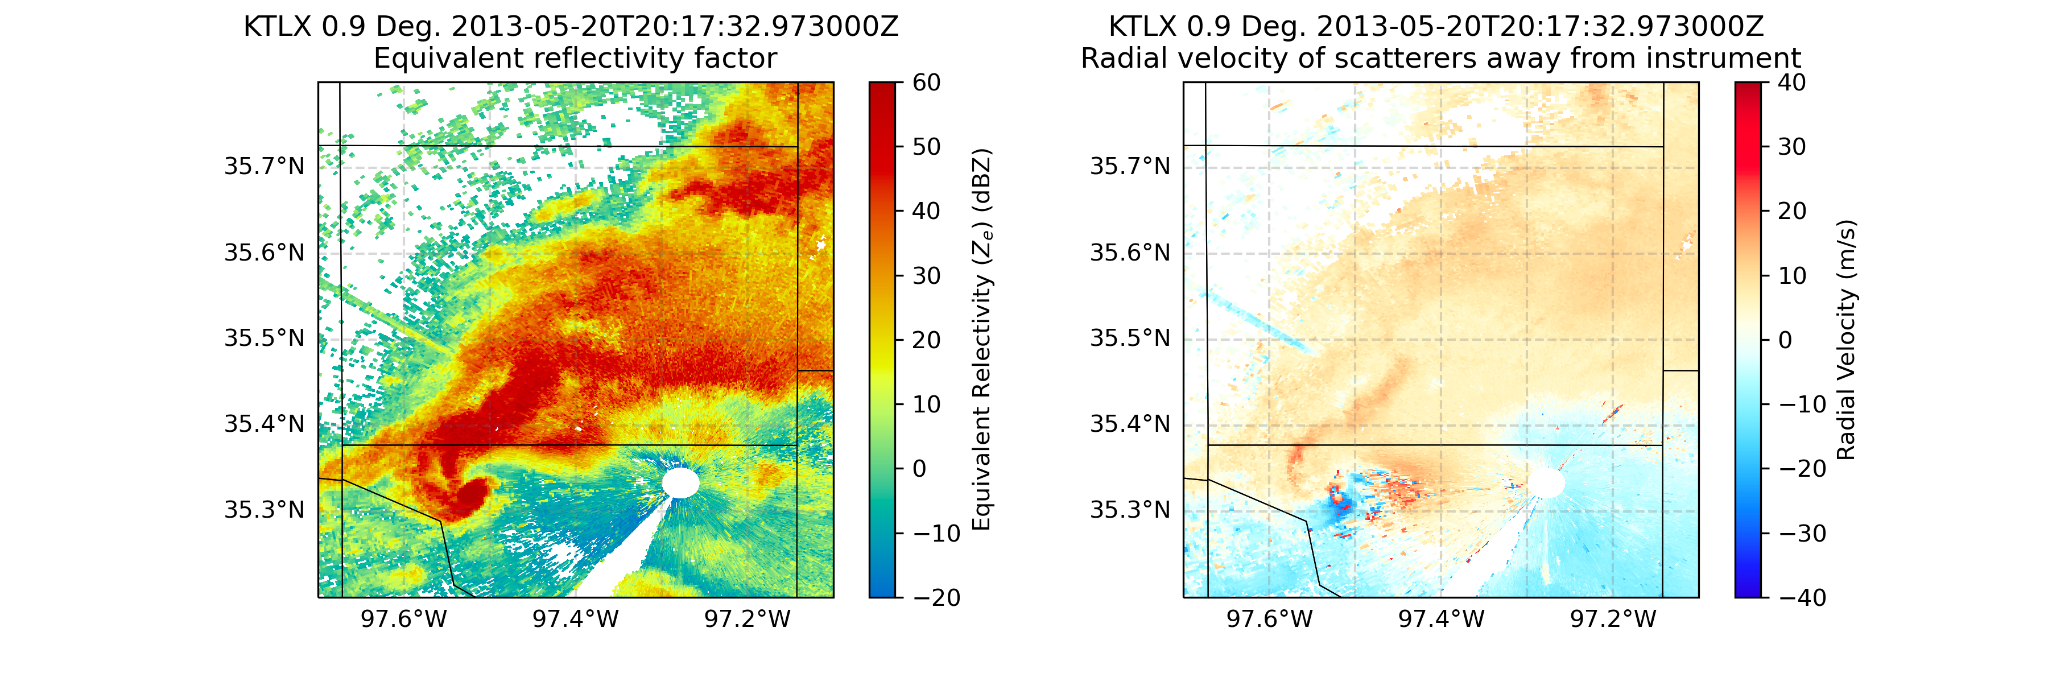 KTLX 0.9 Deg. 2013-05-20T20:17:32.973000Z
Equivalent reflectivity factor
35.7°N
35.6°N
35.5°N
35.4°N
35.3°N
97.6°W 97.4°W 97.2°W
60
50
40
30
20
10
0
−10
−20
Equivalent Relectivity (Ze) (dBZ)
KTLX 0.9 Deg. 2013-05-20T20:17:32.973000Z
Radial velocity of scatterers away from instrument
35.7°N
35.6°N
35.5°N
35.4°N
35.3°N
97.6°W 97.4°W 97.2°W
40
30
20
10
0
−10
−20
−30
−40
Radial Velocity (m/s)